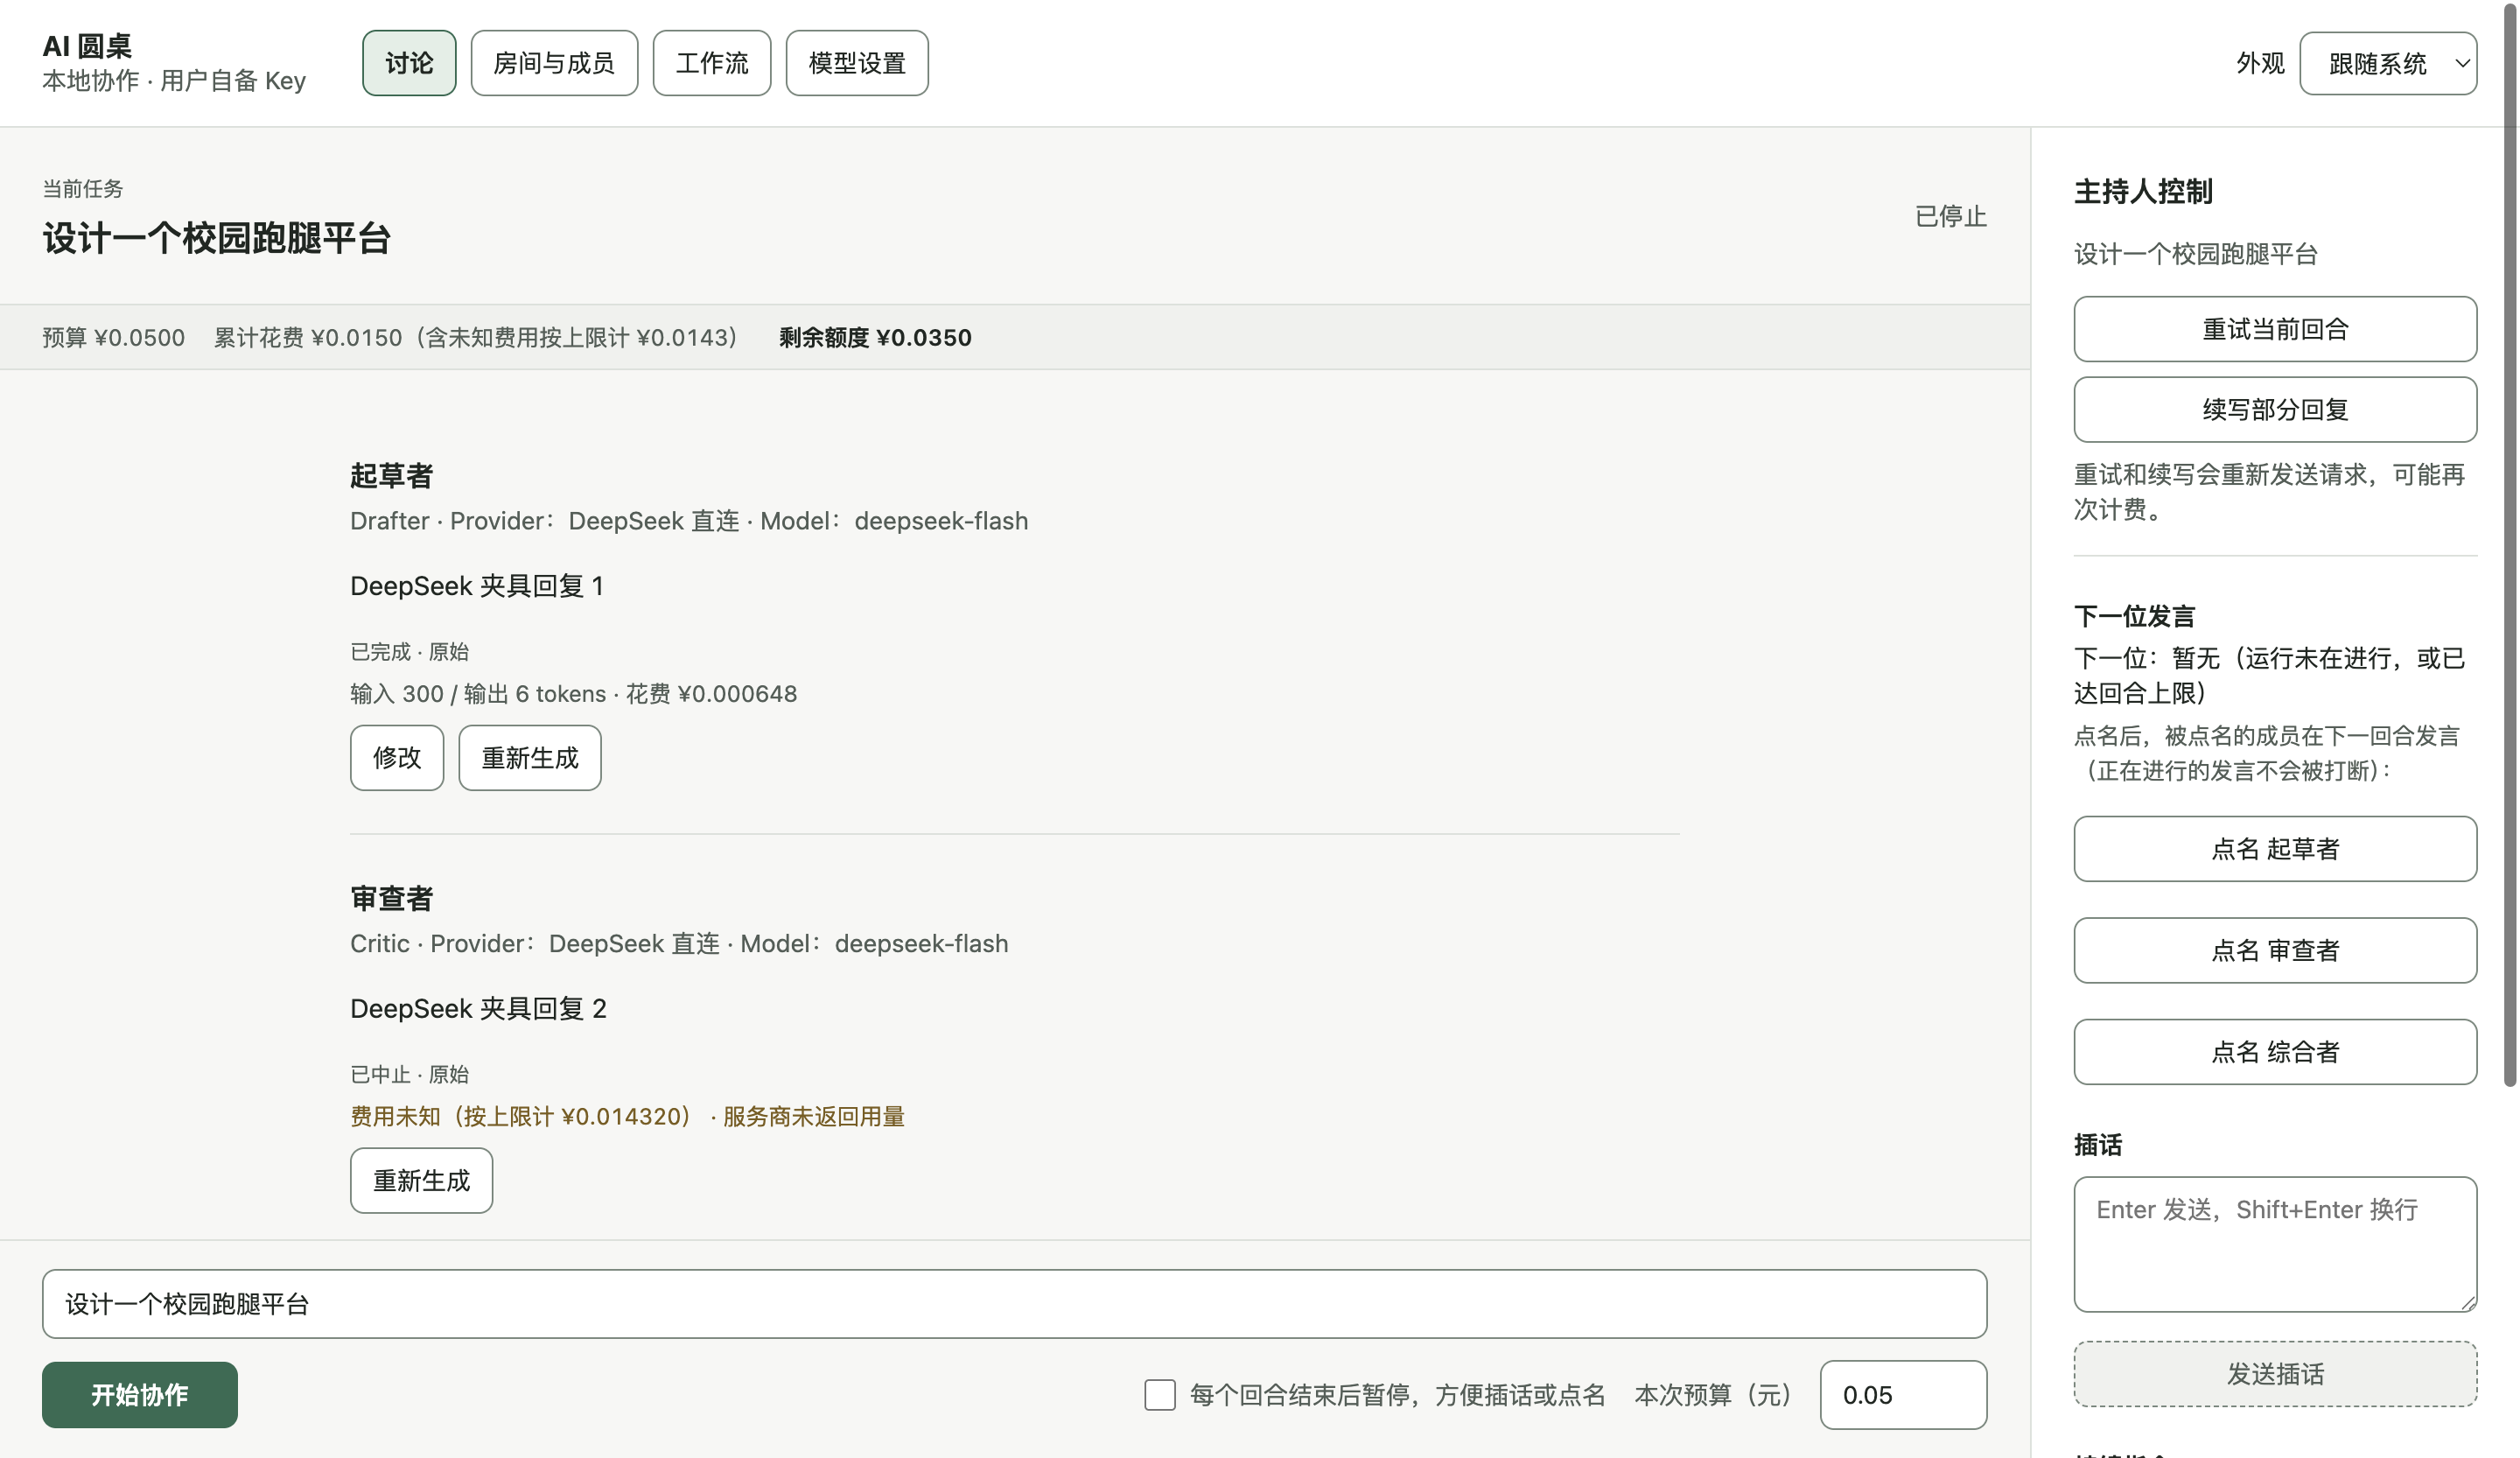 AI 圆桌
本地协作 · 用户自备 Key
讨论
房间与成员
工作流
模型设置
外观
跟随系统
当前任务
设计一个校园跑腿平台
已停止
预算 ¥0.0500 累计花费 ¥0.0150（含未知费用按上限计 ¥0.0143） 剩余额度 ¥0.0350
起草者
Drafter · Provider：DeepSeek 直连 · Model：deepseek-flash
DeepSeek 夹具回复 1
已完成 · 原始
输入 300 / 输出 6 tokens · 花费 ¥0.000648
修改
重新生成
审查者
Critic · Provider：DeepSeek 直连 · Model：deepseek-flash
DeepSeek 夹具回复 2
已中止 · 原始
费用未知（按上限计 ¥0.014320） · 服务商未返回用量
重新生成
设计一个校园跑腿平台
开始协作
每个回合结束后暂停，方便插话或点名
本次预算（元）
0.05
主持人控制
设计一个校园跑腿平台
重试当前回合
续写部分回复
重试和续写会重新发送请求，可能再
次计费。
下一位发言
下一位：暂无（运行未在进行，或已
达回合上限）
点名后，被点名的成员在下一回合发言
（正在进行的发言不会被打断）：
点名 起草者
点名 审查者
点名 综合者
插话
Enter 发送，Shift+Enter 换行
发送插话